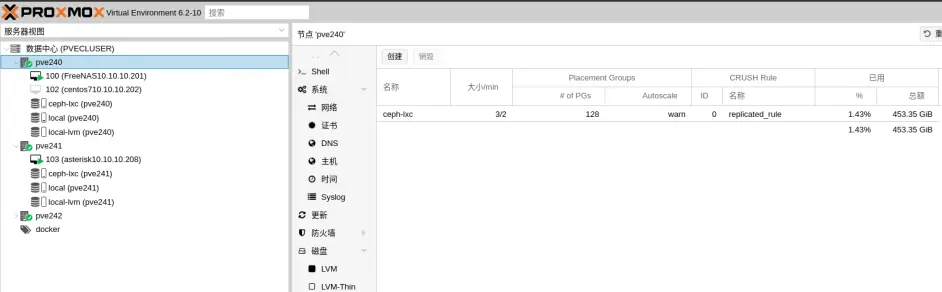 PROXMOX Virtual Environment 6.2-10 搜索
服务器视图
数据中心 (PVECLUSER)
pve240
100 (FreeNAS10.10.10.201)
102 (centos710.10.10.202)
ceph-lxc (pve240)
local (pve240)
local-lvm (pve240)
pve241
103 (asterisk10.10.10.208)
ceph-lxc (pve241)
local (pve241)
local-lvm (pve241)
pve242
docker
节点 'pve240'
重
Shell
系统
网络
证书
DNS
主机
时间
Syslog
更新
防火墙
磁盘
LVM
LVM-Thin
创建 销毁
名称 大小/min Placement Groups CRUSH Rule 已用
# of PGs Autoscale ID 名称 % 总额
ceph-lxc 3/2 128 warn 0 replicated_rule 1.43% 453.35 GiB
1.43% 453.35 GiB